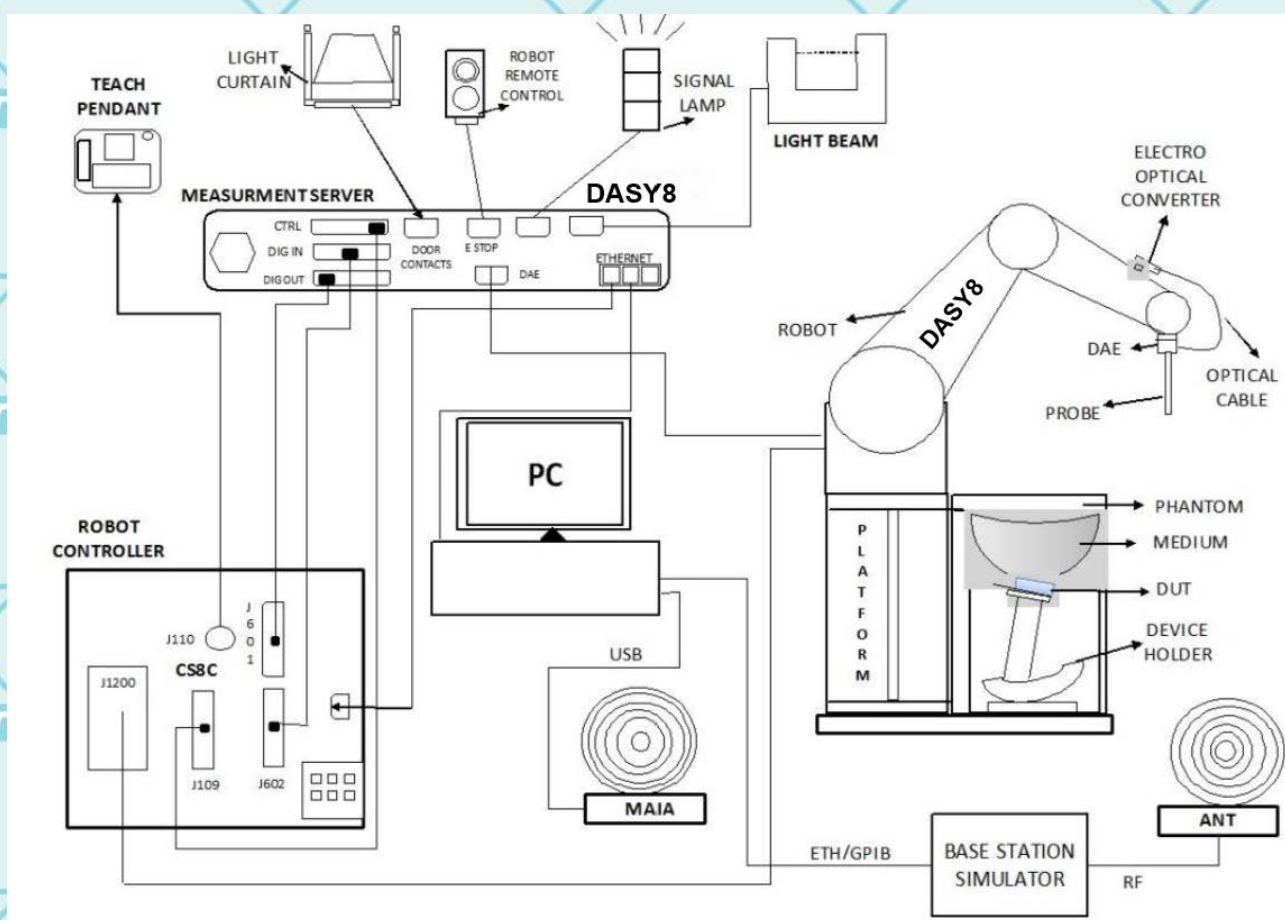 LIGHT
CURTAIN
ROBOT
REMOTE
CONTROL
SIGNAL
LAMP
LIGHT BEAM
TEACH
PENDANT
MEASURMENT SERVER
DASY8
CTRL
DIG IN
DIG OUT
DOOR
CONTACTS
E STOP
DAE
ETHERNET
ELECTRO
OPTICAL
CONVERTER
ROBOT
DASY8
DAE
OPTICAL
CABLE
PROBE
PC
PHANTOM
MEDIUM
DUT
DEVICE
HOLDER
P
L
A
T
F
O
R
M
ROBOT
CONTROLLER
J110
J
6
0
1
CS8C
J1200
J109
J602
USB
MAIA
ANT
ETH/GPIB
BASE STATION
SIMULATOR
RF